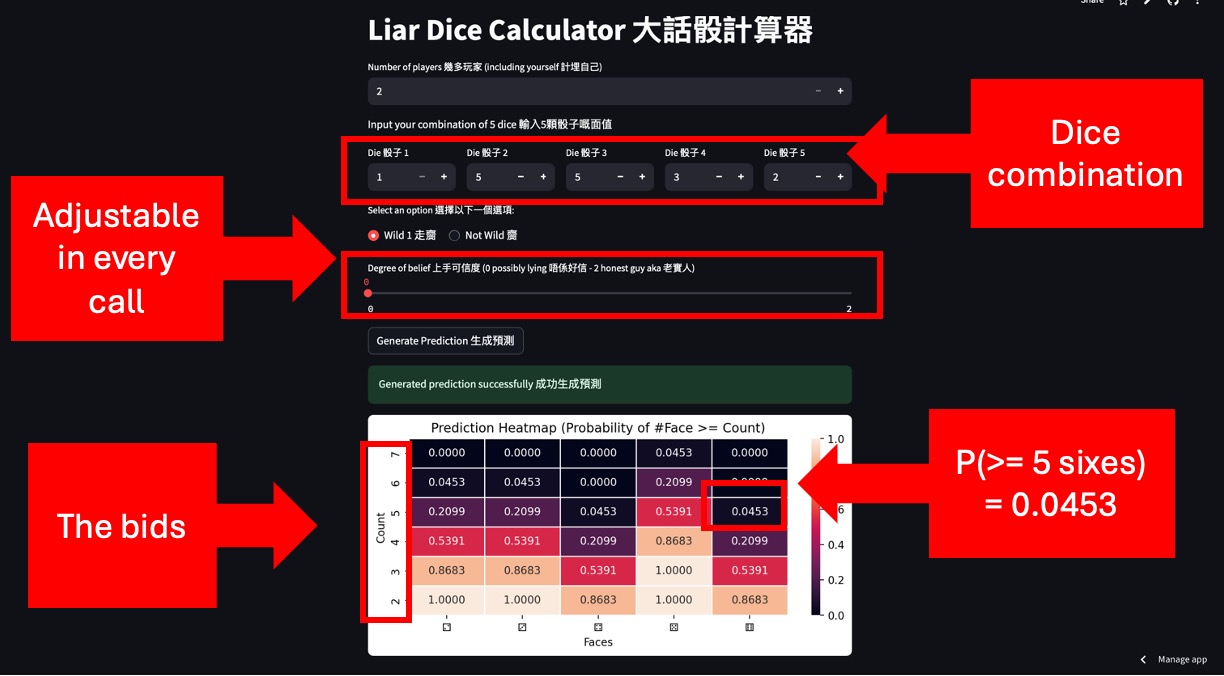 Share
Liar Dice Calculator 大話骰計算器
Number of players 幾多玩家 (including yourself 計埋自己)
2 − +
Input your combination of 5 dice 輸入5顆骰子嘅面值
Die 骰子 1 Die 骰子 2 Die 骰子 3 Die 骰子 4 Die 骰子 5
1 − + 5 − + 5 − + 3 − + 2 − +
Dice
combination
Select an option 選擇以下一個選項:
Wild 1 走齋 Not Wild 齋
Adjustable
in every
call
Degree of belief 上手可信度 (0 possibly lying 唔係好信 - 2 honest guy aka 老實人)
0
0 2
Generate Prediction 生成預測
Generated prediction successfully 成功生成預測
Prediction Heatmap (Probability of #Face >= Count)
7 0.0000 0.0000 0.0000 0.0453 0.0000
6 0.0453 0.0453 0.0000 0.2099 0.0000
5 0.2099 0.2099 0.0453 0.5391 0.0453
4 0.5391 0.5391 0.2099 0.8683 0.2099
3 0.8683 0.8683 0.5391 1.0000 0.5391
2 1.0000 1.0000 0.8683 1.0000 0.8683
Count
Faces
1.0
0.4
0.2
0.0
The bids
P(>= 5 sixes)
= 0.0453
Manage app